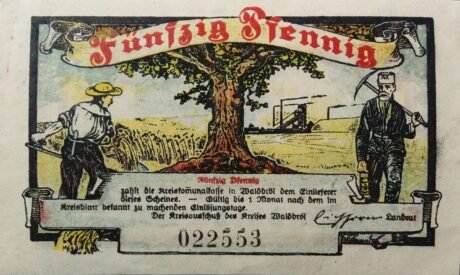 Fünfzig Pfennig
Fünfzig Pfennig
zahlt die Kreiskommunalkasse in Waldbröl dem Einlieferer
dieses Scheines. — Gültig bis 1 Monat nach dem im
Kreisblatt bekannt zu machenden Einlösungstage.
Der Kreisausschuß des Kreises Waldbröl Landrat
022553